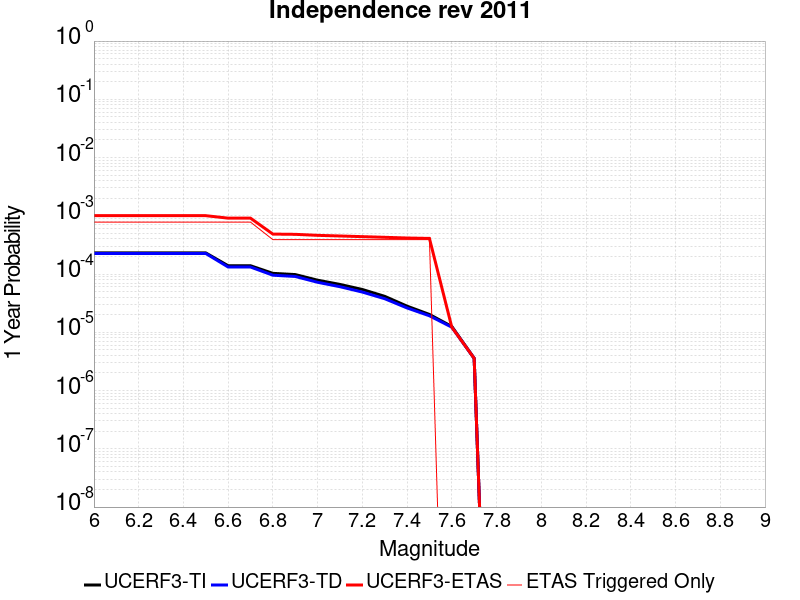 Independence rev 2011
10 0
10 -1
10 -2
10 -3
10 -4
10 -5
10 -6
10 -7
10 -8
1 Year Probability
6 6.2 6.4 6.6 6.8 7 7.2 7.4 7.6 7.8 8 8.2 8.4 8.6 8.8 9
Magnitude
UCERF3-TI UCERF3-TD UCERF3-ETAS ETAS Triggered Only